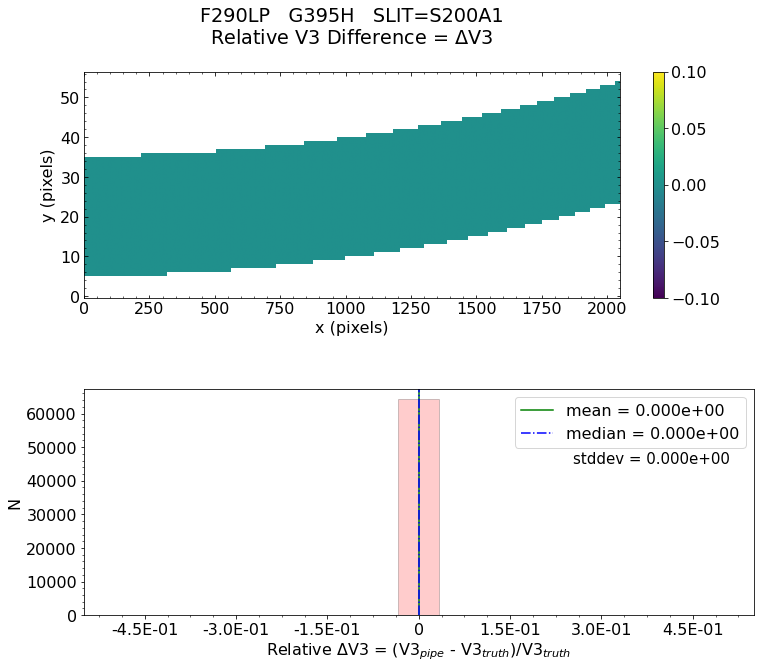 F290LP   G395H   SLIT=S200A1
Relative V3 Difference = ΔV3
50
40
30
20
10
0
y (pixels)
0 250 500 750 1000 1250 1500 1750 2000
x (pixels)
0.10
0.05
0.00
−0.05
−0.10
60000
50000
40000
30000
20000
10000
0
N
mean = 0.000e+00
median = 0.000e+00
stddev = 0.000e+00
-4.5E-01 -3.0E-01 -1.5E-01 0 1.5E-01 3.0E-01 4.5E-01
Relative ΔV3 = (V3pipe - V3truth)/V3truth